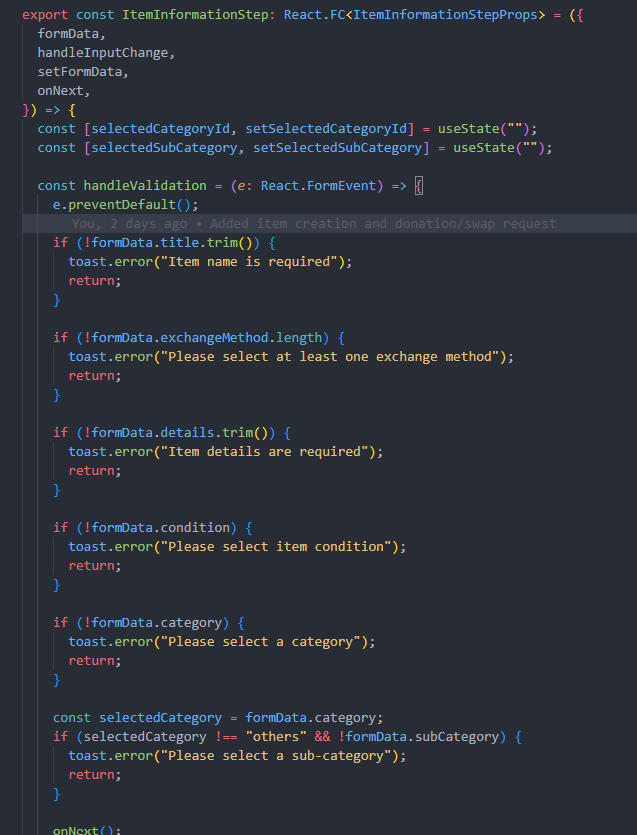 export const ItemInformationStep: React.FC<ItemInformationStepProps> = ({
  formData,
  handleInputChange,
  setFormData,
  onNext,
}) => {
  const [selectedCategoryId, setSelectedCategoryId] = useState("");
  const [selectedSubCategory, setSelectedSubCategory] = useState("");
  const handleValidation = (e: React.FormEvent) => {
    e.preventDefault();
You, 2 days ago • Added item creation and donation/swap request
    if (!formData.title.trim()) {
      toast.error("Item name is required");
      return;
    }
    if (!formData.exchangeMethod.length) {
      toast.error("Please select at least one exchange method");
      return;
    }
    if (!formData.details.trim()) {
      toast.error("Item details are required");
      return;
    }
    if (!formData.condition) {
      toast.error("Please select item condition");
      return;
    }
    if (!formData.category) {
      toast.error("Please select a category");
      return;
    }
    const selectedCategory = formData.category;
    if (selectedCategory !== "others" && !formData.subCategory) {
      toast.error("Please select a sub-category");
      return;
    }
    onNext();